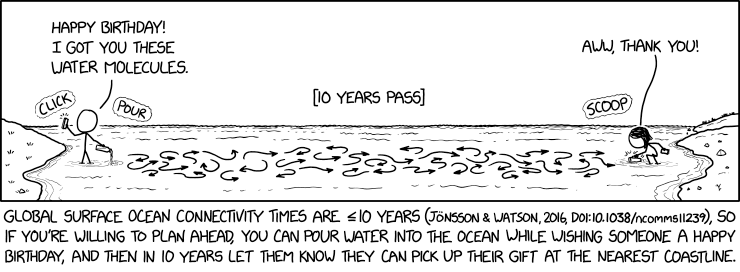 HAPPY BIRTHDAY!
I GOT YOU THESE
WATER MOLECULES.
CLICK
POUR
[10 YEARS PASS]
AWW, THANK YOU!
SCOOP
GLOBAL SURFACE OCEAN CONNECTIVITY TIMES ARE ≤10 YEARS (JÖNSSON & WATSON, 2016, DOI:10.1038/ncomms11239), SO
IF YOU'RE WILLING TO PLAN AHEAD, YOU CAN POUR WATER INTO THE OCEAN WHILE WISHING SOMEONE A HAPPY
BIRTHDAY, AND THEN IN 10 YEARS LET THEM KNOW THEY CAN PICK UP THEIR GIFT AT THE NEAREST COASTLINE.